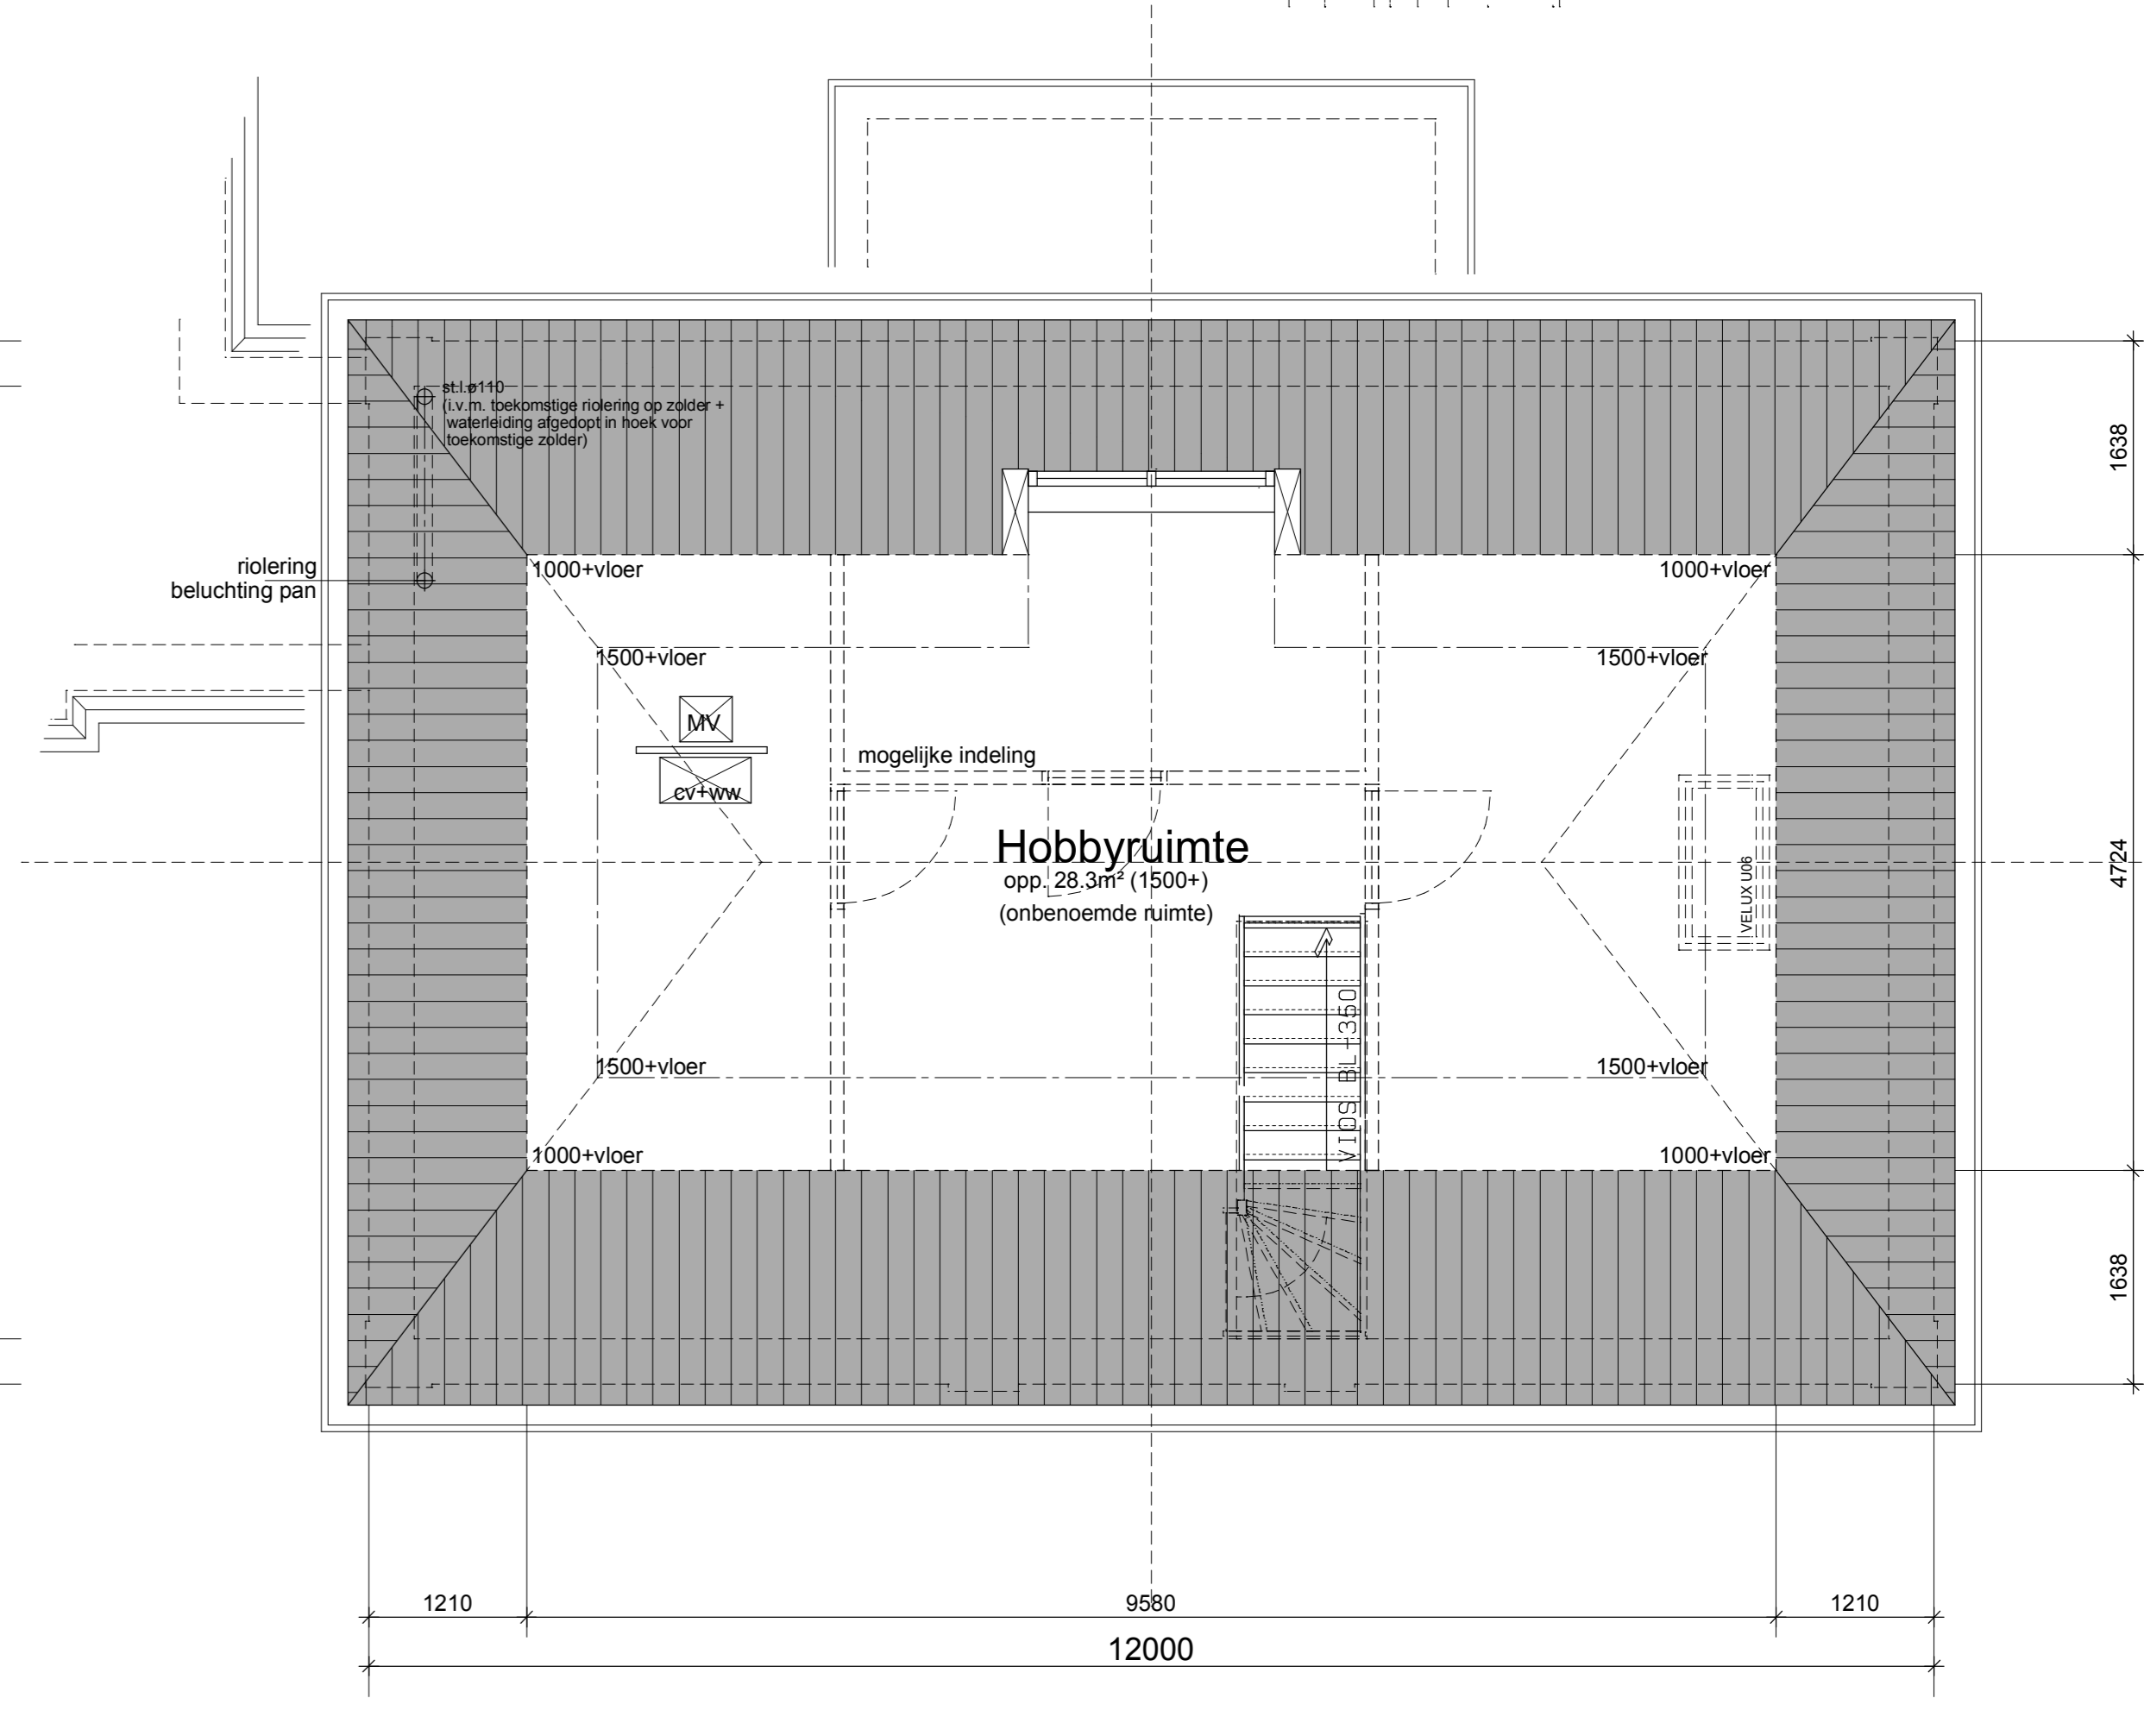 st.l.ø110
(i.v.m. toekomstige riolering op zolder +
waterleiding afgedopt in hoek voor
toekomstige zolder)
1638
riolering
beluchting pan
1000+vloer
1000+vloer
1500+vloer
1500+vloer
MV
mogelijke indeling
cv+ww
Hobbyruimte
opp. 28.3m² (1500+)
(onbenoemde ruimte)
VELUX U06
4724
VIOS BL-350
1500+vloer
1500+vloer
1000+vloer
1000+vloer
1638
1210
9580
1210
12000